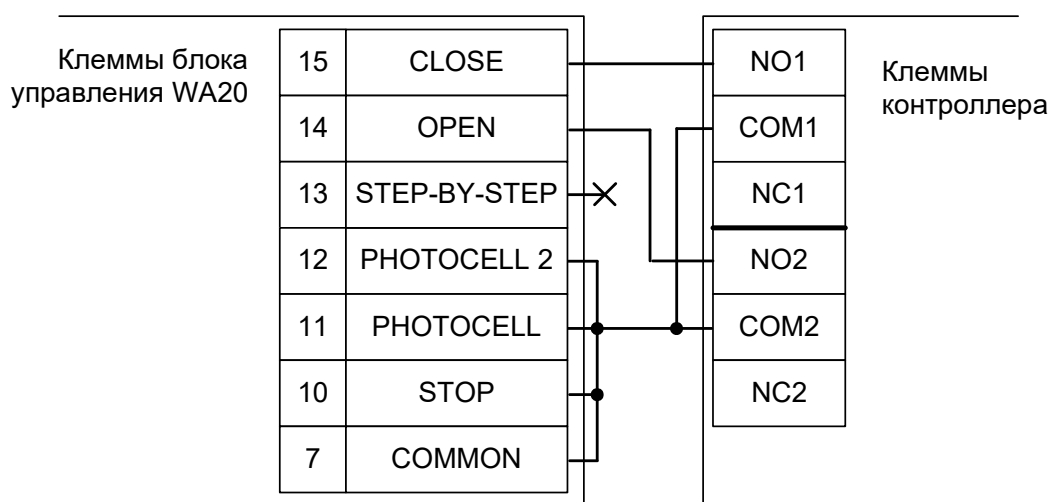 Клеммы блока
управления WA20
15 CLOSE
14 OPEN
13 STEP-BY-STEP
12 PHOTOCELL 2
11 PHOTOCELL
10 STOP
7 COMMON
NO1
COM1
NC1
NO2
COM2
NC2
Клеммы
контроллера